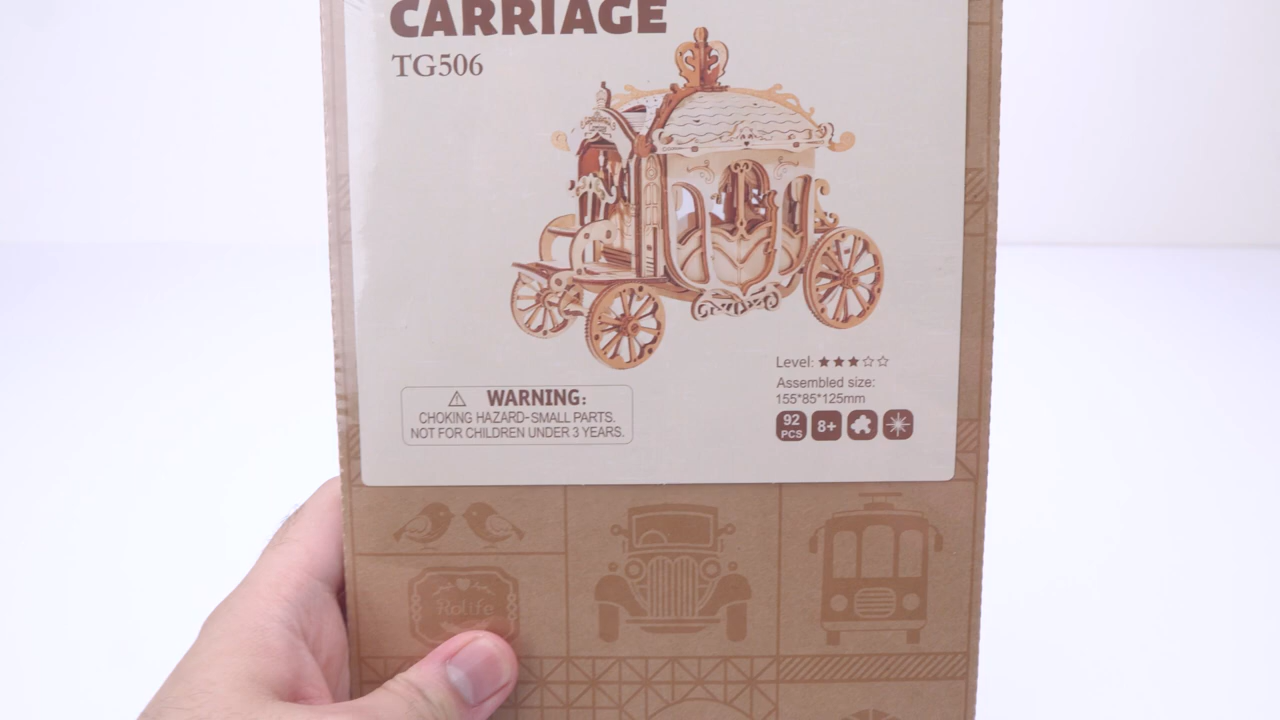 CARRIAGE
TG506
Level:
Assembled size:
155*85*125mm
92
PCS
8+
WARNING:
CHOKING HAZARD-SMALL PARTS.
NOT FOR CHILDREN UNDER 3 YEARS.
Rolife